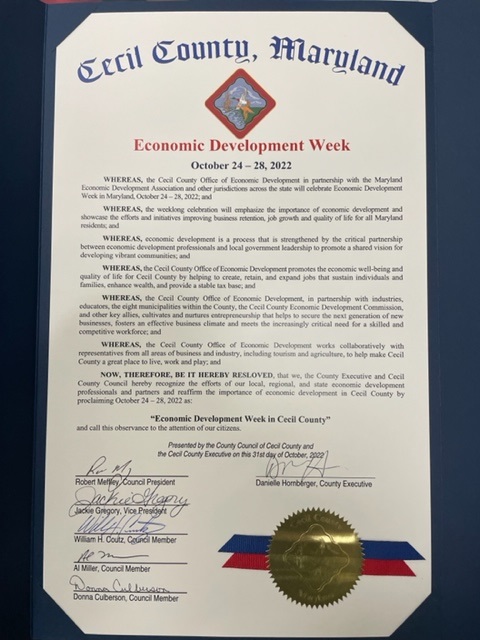 Cecil County, Maryland
Economic Development Week
October 24 – 28, 2022
WHEREAS, the Cecil County Office of Economic Development in partnership with the Maryland
Economic Development Association and other jurisdictions across the state will celebrate Economic Development
Week in Maryland, October 24 – 28, 2022; and
WHEREAS, the weeklong celebration will emphasize the importance of economic development and
showcase the efforts and initiatives improving business retention, job growth and quality of life for all Maryland
residents; and
WHEREAS, economic development is a process that is strengthened by the critical partnership
between economic development professionals and local government leadership to promote a shared vision for
developing vibrant communities; and
WHEREAS, the Cecil County Office of Economic Development promotes the economic well-being and
quality of life for Cecil County by helping to create, retain, and expand jobs that sustain individuals and
families, enhance wealth, and provide a stable tax base; and
WHEREAS, the Cecil County Office of Economic Development, in partnership with industries,
educators, the eight municipalities within the County, the Cecil County Economic Development Commission,
and other key allies, cultivates and nurtures entrepreneurship that helps to secure the next generation of new
businesses, fosters an effective business climate and meets the increasingly critical need for a skilled and
competitive workforce; and
WHEREAS, the Cecil County Office of Economic Development works collaboratively with
representatives from all areas of business and industry, including tourism and agriculture, to help make Cecil
County a great place to live, work and play; and
NOW, THEREFORE, BE IT HEREBY RESLOVED, that we, the County Executive and Cecil
County Council hereby recognize the efforts of our local, regional, and state economic development
professionals and partners and reaffirm the importance of economic development in Cecil County by
proclaiming October 24 – 28, 2022 as:
"Economic Development Week in Cecil County"
and call this observance to the attention of our citizens.
Presented by the County Council of Cecil County and
the Cecil County Executive on this 31st day of October, 2022
Robert Meffley, Council President
Danielle Hornberger, County Executive
Jackie Gregory
Jackie Gregory, Vice President
William H. Coutz, Council Member
Al Miller, Council Member
Donna Culberson
Donna Culberson, Council Member